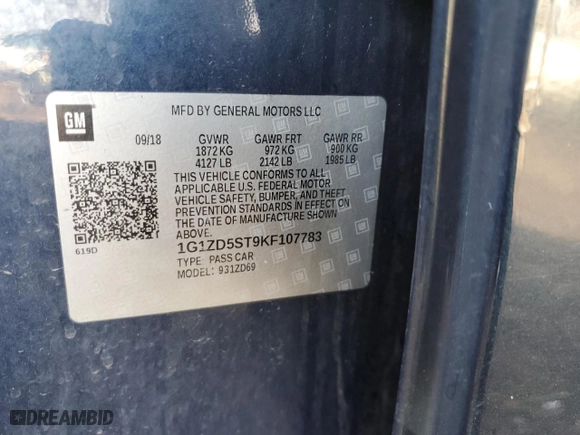 GM
MFD BY GENERAL MOTORS LLC
09/18 GVWR GAWR FRT GAWR RR
1872 KG 972 KG 900 KG
4127 LB 2142 LB 1985 LB
THIS VEHICLE CONFORMS TO ALL
APPLICABLE U.S. FEDERAL MOTOR
VEHICLE SAFETY, BUMPER, AND THEFT
PREVENTION STANDARDS IN EFFECT ON
THE DATE OF MANUFACTURE SHOWN
ABOVE.
1G1ZD5ST9KF107783
619D
TYPE: PASS CAR
MODEL: 931ZD69
DREAMBID